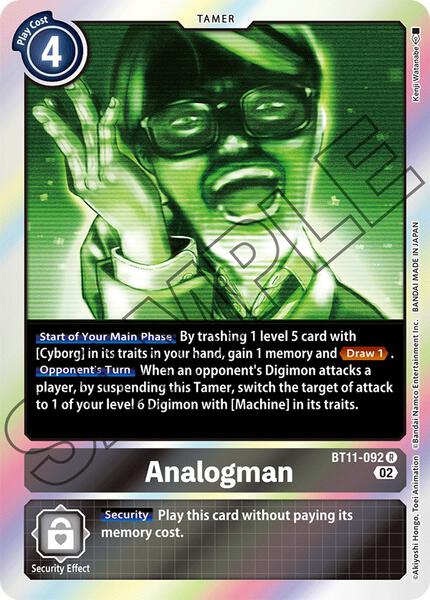 TAMER
Play Cost
4
Kenji Watanabe
SAMPLE
Start of Your Main Phase By trashing 1 level 5 card with
[Cyborg] in its traits in your hand, gain 1 memory and Draw 1.
Opponent's Turn When an opponent's Digimon attacks a
player, by suspending this Tamer, switch the target of attack
to 1 of your level 6 Digimon with [Machine] in its traits.
©Akiyoshi Hongo, Toei Animation ©Bandai Namco Entertainment Inc. BANDAI MADE IN JAPAN
BT11-092 R
02
Analogman
Security Play this card without paying its
memory cost.
Security Effect